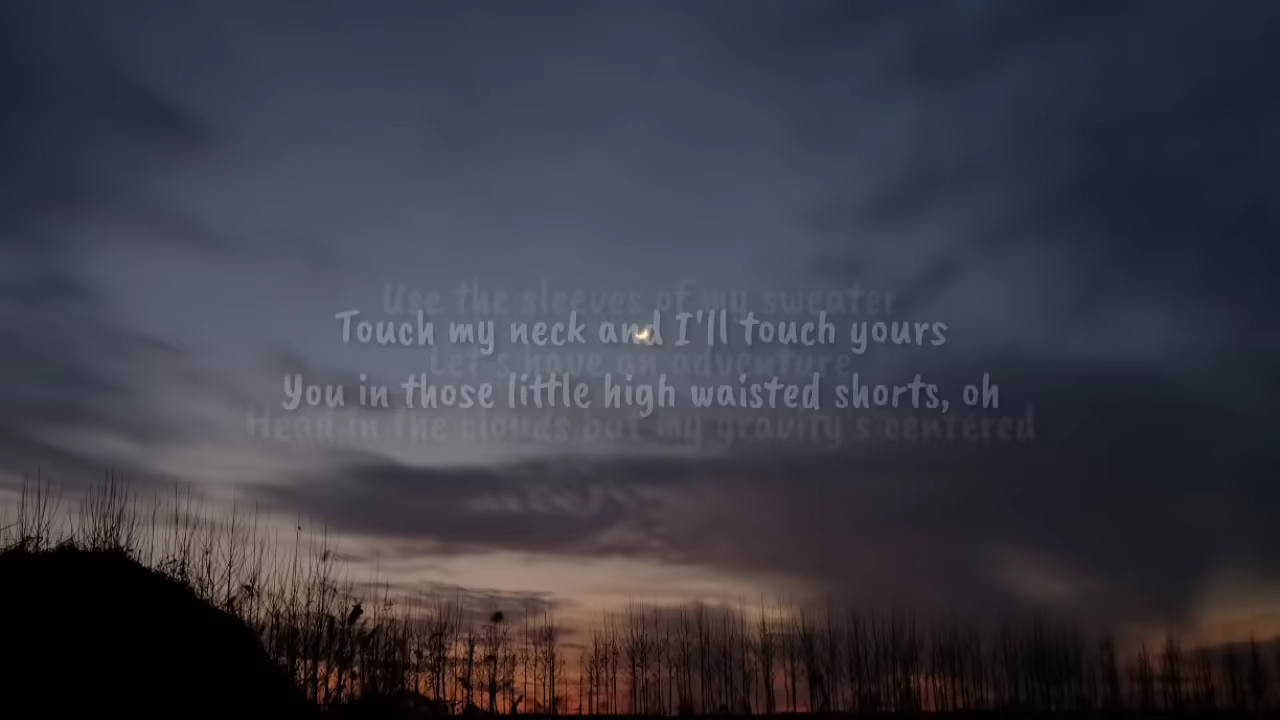 Use the sleeves of my sweater
Touch my neck and I'll touch yours
Let's have an adventure
You in those little high waisted shorts, oh
Head in the clouds but my gravity's centered